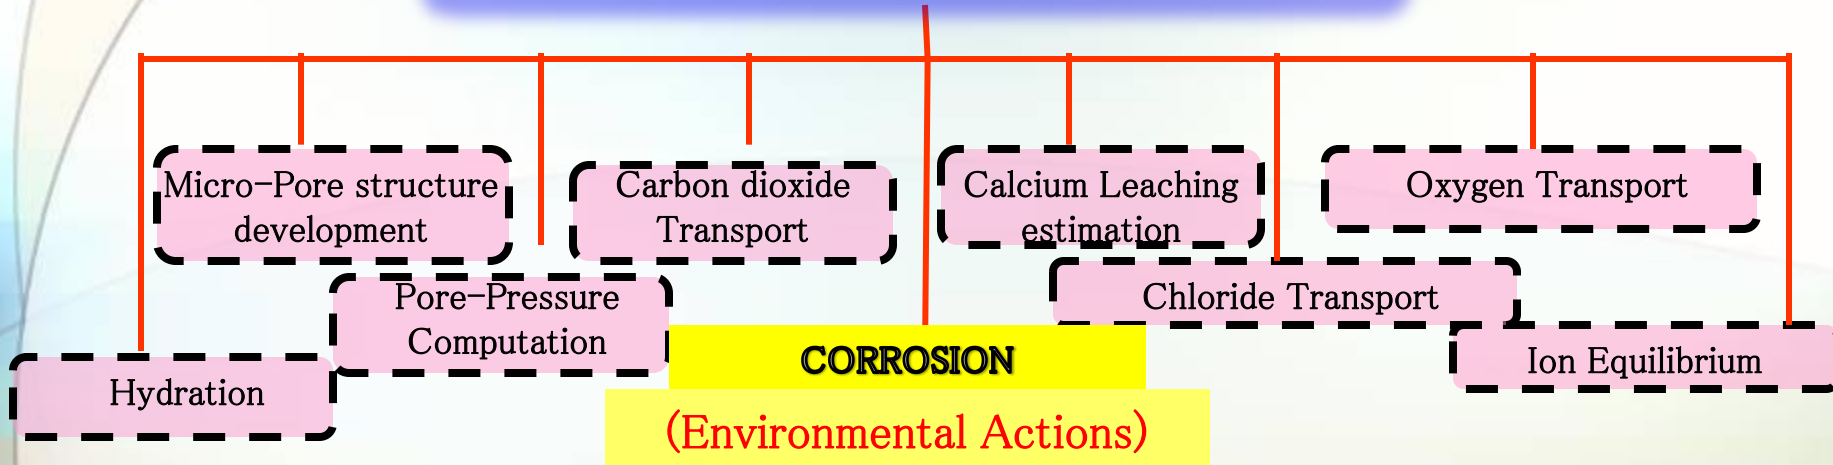 Micro-Pore structure
development
Carbon dioxide
Transport
Calcium Leaching
estimation
Oxygen Transport
Pore-Pressure
Computation
Chloride Transport
Hydration
CORROSION
Ion Equilibrium
(Environmental Actions)